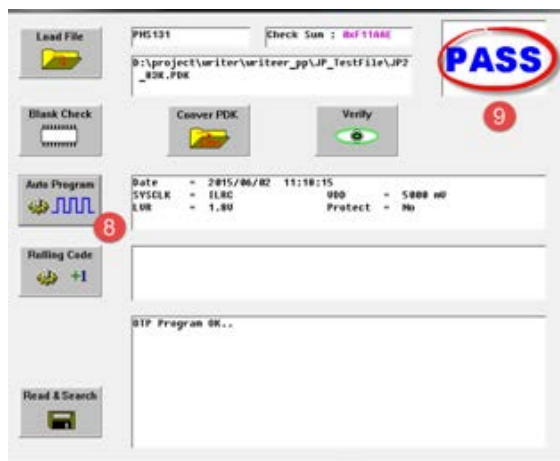 Load File
PMS131
Check Sum : 0xF11AAE
D:\project\writer\writeer_pp\JP_TestFile\JP2
_03K.PDK
PASS
9
Blank Check
Conver PDK
Verify
Auto Program
8
Date = 2015/06/02 11:10:15
SYSCLK = ILRC VDD = 5000 mV
LVR = 1.8V Protect = No
Rolling Code
+1
OTP Program OK..
Read & Search